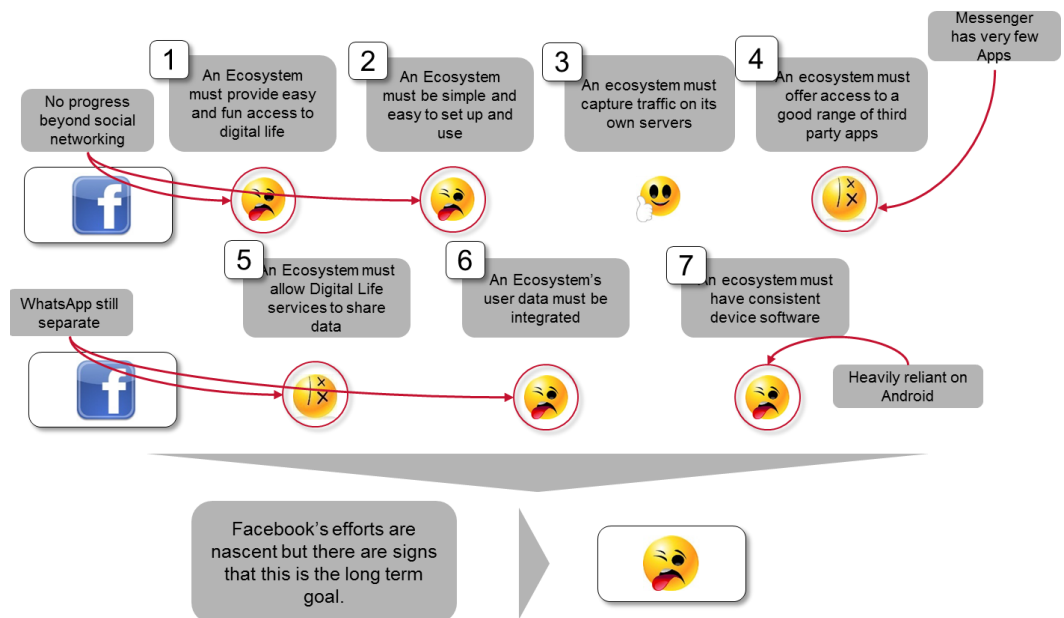 Messenger
has very few
Apps
1
An Ecosystem
must provide easy
and fun access to
digital life
2
An Ecosystem
must be simple and
easy to set up and
use
3
An ecosystem must
capture traffic on its
own servers
4
An ecosystem must
offer access to a
good range of third
party apps
No progress
beyond social
networking
f
5
An Ecosystem must
allow Digital Life
services to share
data
6
An Ecosystem’s
user data must be
integrated
7
An ecosystem must
have consistent
device software
WhatsApp still
separate
f
Heavily reliant on
Android
Facebook’s efforts are
nascent but there are signs
that this is the long term
goal.